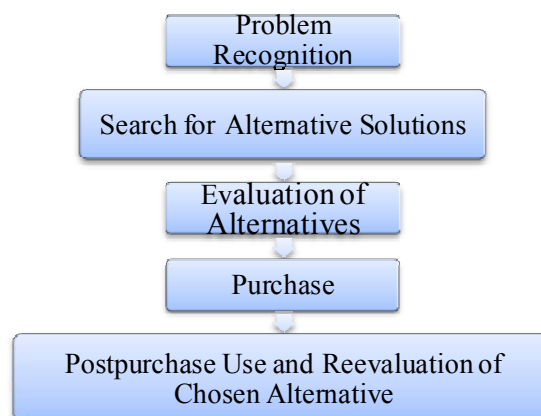 Problem
Recognition
Search for Alternative Solutions
Evaluation of
Alternatives
Purchase
Postpurchase Use and Reevaluation of
Chosen Alternative